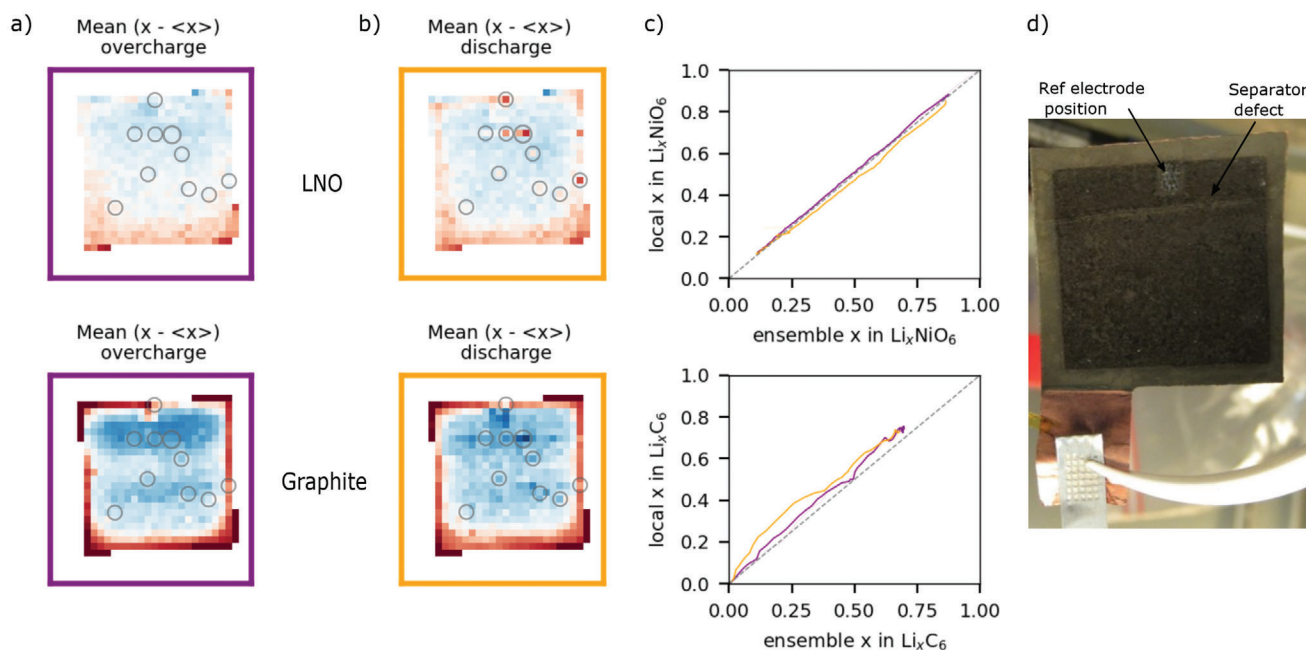 a)
Mean (x - <x>)
overcharge
b)
Mean (x - <x>)
discharge
LNO
c)
1.0
0.8
0.6
0.4
0.2
0.0
local x in LiₓNiO₆
0.00 0.25 0.50 0.75 1.00
ensemble x in LiₓNiO₆
d)
Ref electrode
position
Separator
defect
Mean (x - <x>)
overcharge
Mean (x - <x>)
discharge
Graphite
1.0
0.8
0.6
0.4
0.2
0.0
local x in LiₓC₆
0.00 0.25 0.50 0.75 1.00
ensemble x in LiₓC₆